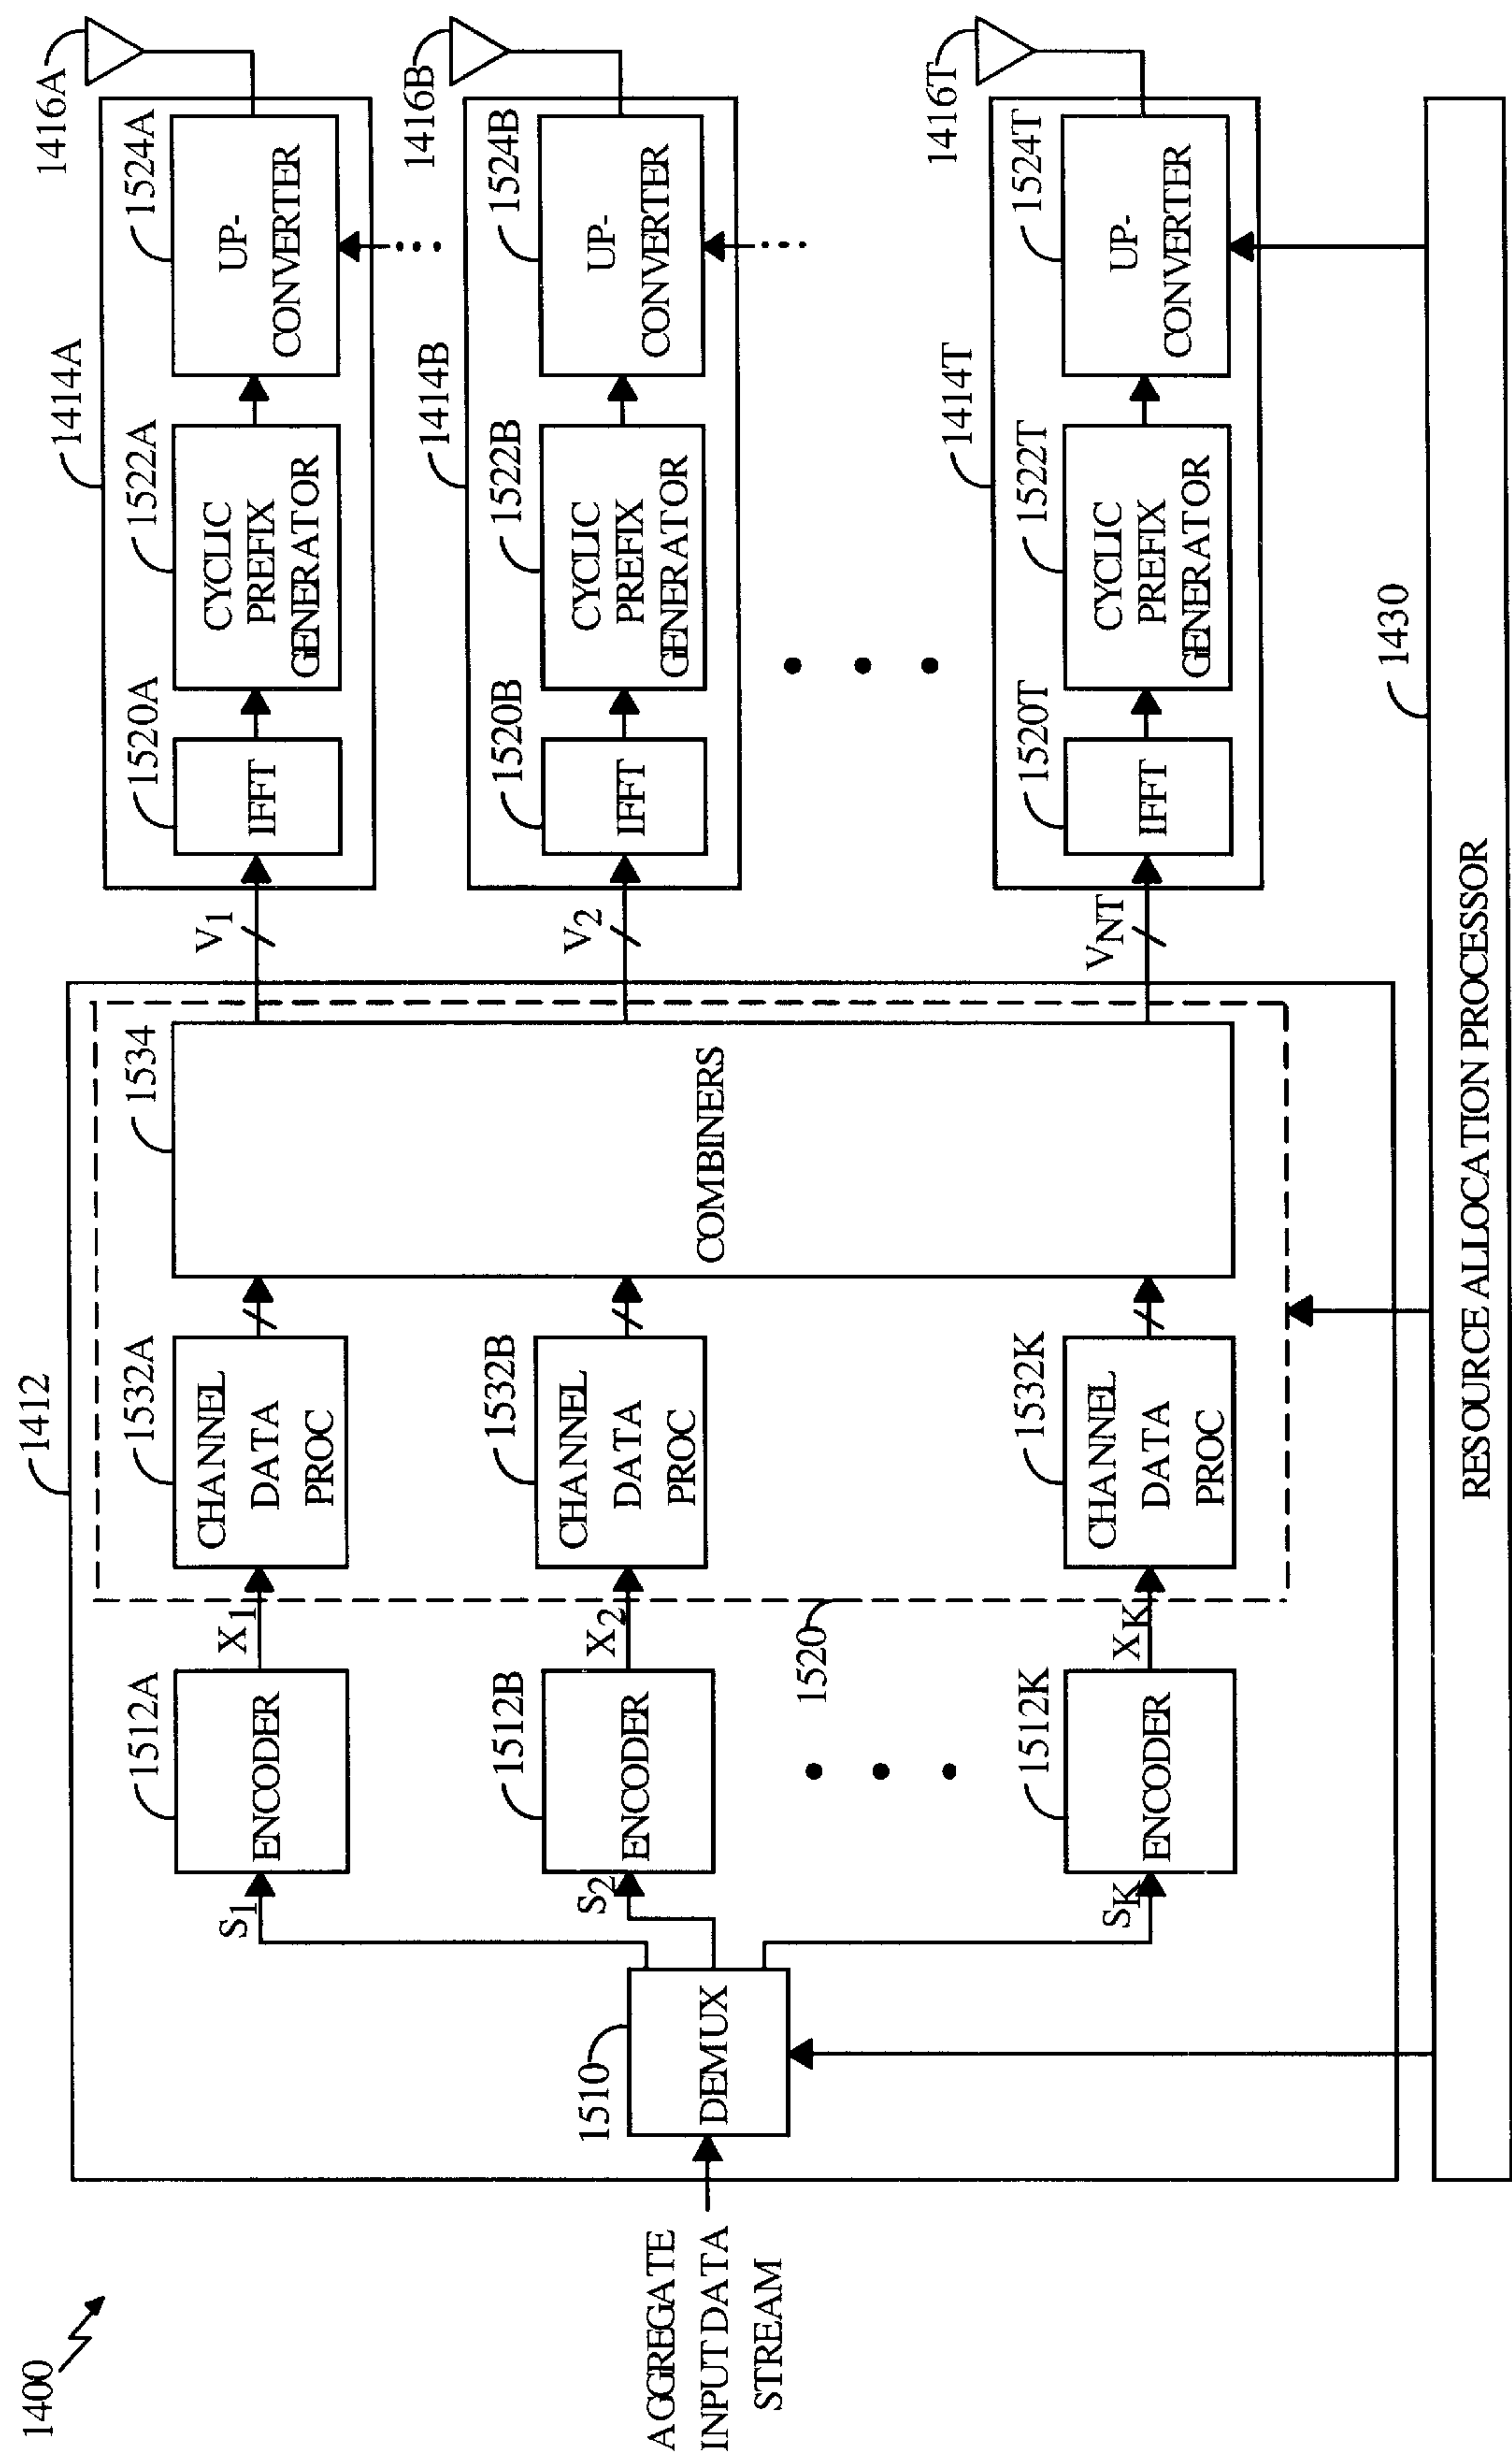 1400
1412
1414A
1416A
1512A
1532A
1534
1520A
1522A
1524A
S1
ENCODER
X1
CHANNEL
DATA
PROC
V1
IFFT
CYCLIC
PREFIX
GENERATOR
UP-
CONVERTER
1414B
1416B
1512B
1532B
1520B
1522B
1524B
AGGREGATE
INPUT DATA
STREAM
1510
DEMUX
S2
ENCODER
X2
CHANNEL
DATA
PROC
COMBINERS
V2
IFFT
CYCLIC
PREFIX
GENERATOR
UP-
CONVERTER
1520
1414T
1416T
1512K
1532K
1520T
1522T
1524T
SK
ENCODER
XK
CHANNEL
DATA
PROC
VNT
IFFT
CYCLIC
PREFIX
GENERATOR
UP-
CONVERTER
1430
RESOURCE ALLOCATION PROCESSOR